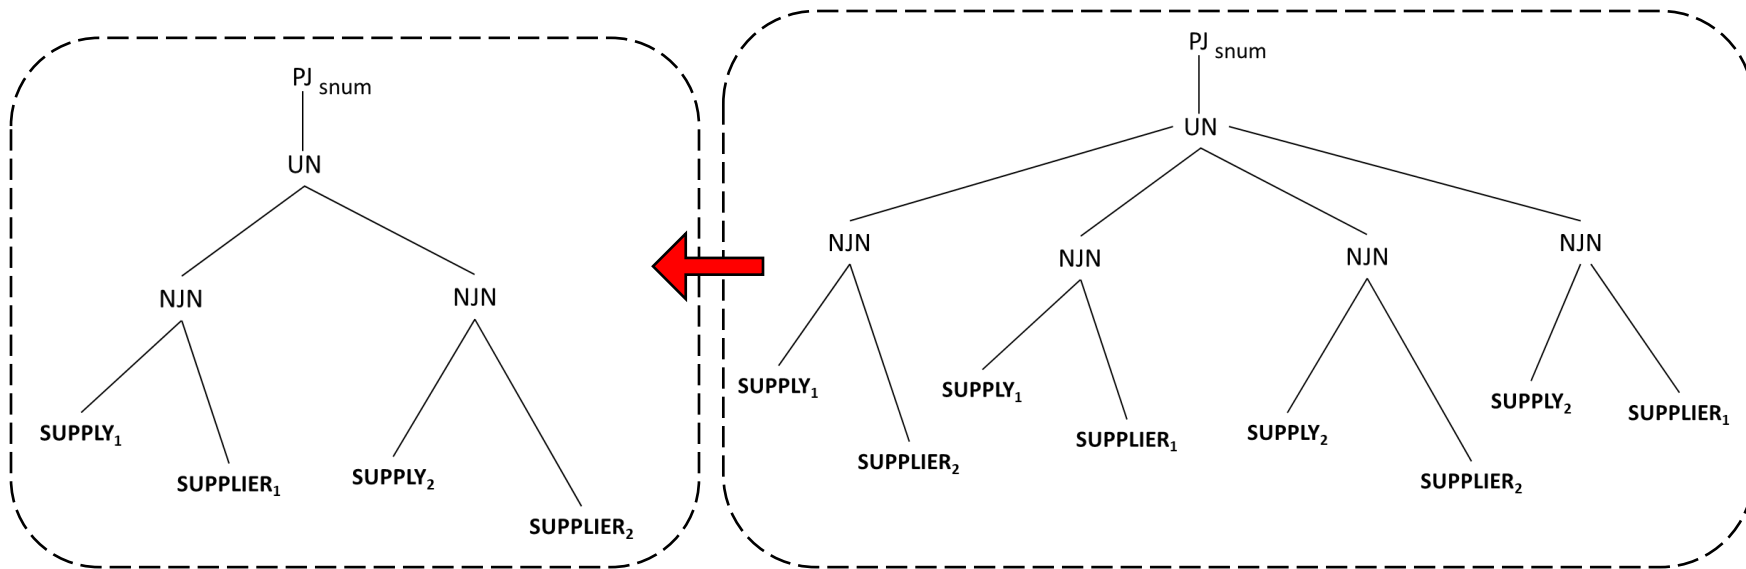 PJ snum
UN
NJN NJN
SUPPLY1
SUPPLIER1
SUPPLY2
SUPPLIER2
PJ snum
UN
NJN NJN NJN NJN
SUPPLY1
SUPPLIER2
SUPPLY1
SUPPLIER1
SUPPLY2
SUPPLIER2
SUPPLY2
SUPPLIER1